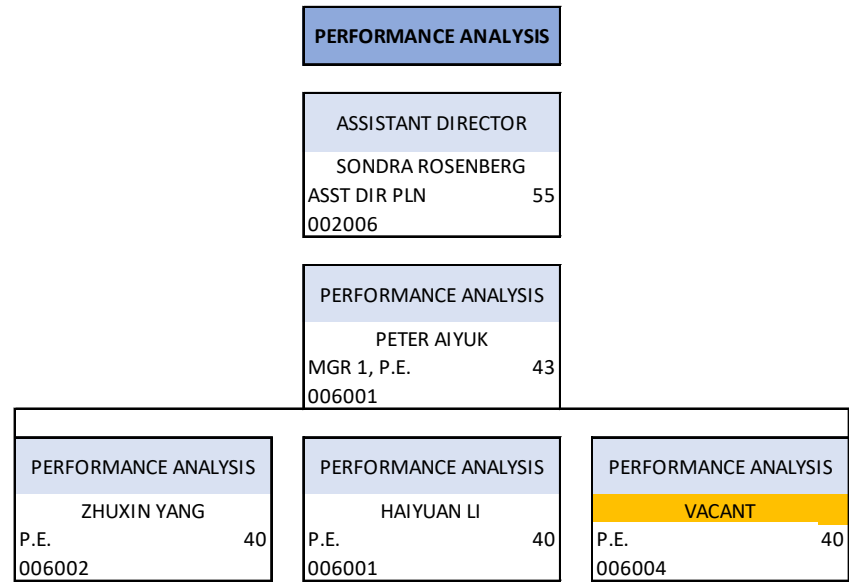 PERFORMANCE ANALYSIS
ASSISTANT DIRECTOR
SONDRA ROSENBERG
ASST DIR PLN 55
002006
PERFORMANCE ANALYSIS
PETER AIYUK
MGR 1, P.E. 43
006001
PERFORMANCE ANALYSIS
ZHUXIN YANG
P.E. 40
006002
PERFORMANCE ANALYSIS
HAIYUAN LI
P.E. 40
006001
PERFORMANCE ANALYSIS
VACANT
P.E. 40
006004